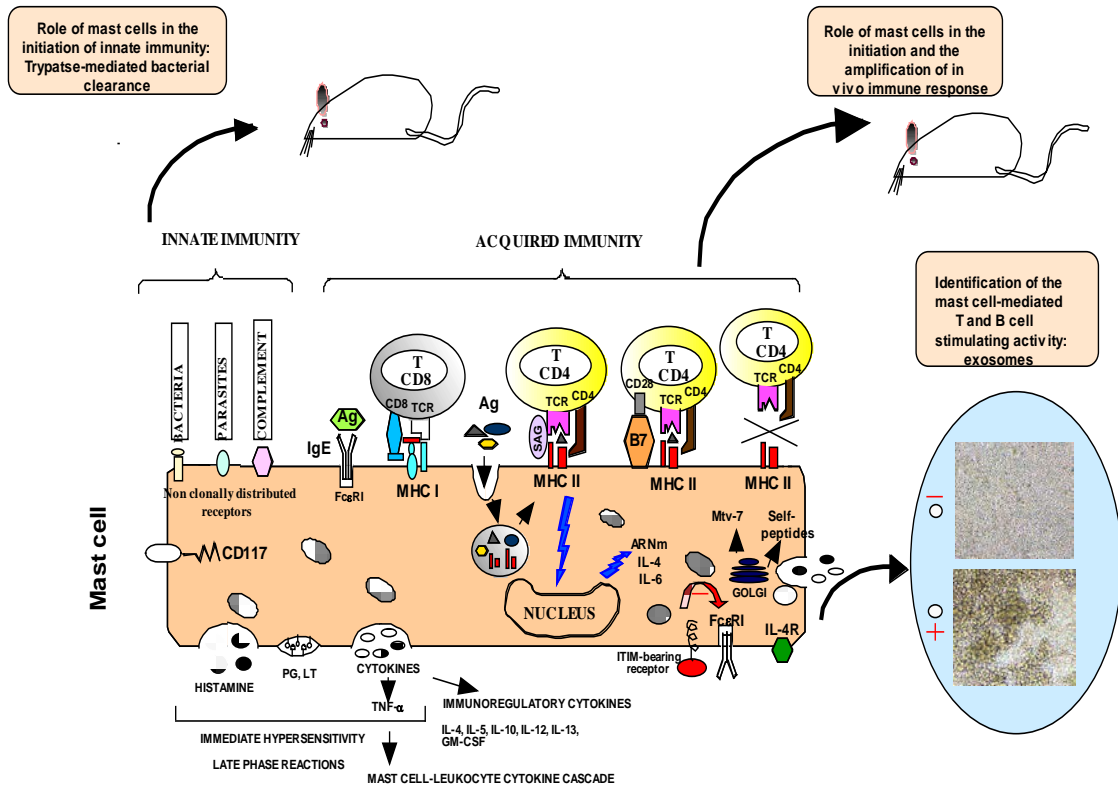 Role of mast cells in the
initiation of innate immunity:
Trypatse-mediated bacterial
clearance
Role of mast cells in the
initiation and the
amplification of in
vivo immune response
INNATE IMMUNITY
ACQUIRED IMMUNITY
Identification of the
mast cell-mediated
T and B cell
stimulating activity:
exosomes
BACTERIA
PARASITES
COMPLEMENT
Ag
IgE
FcεRI
T
CD8
CD8
TCR
MHC I
Ag
T
CD4
TCR
CD4
SAG
MHC II
T
CD4
CD28
TCR
CD4
B7
MHC II
T
CD4
TCR
CD4
MHC II
Non clonally distributed
receptors
Mast cell
CD117
NUCLEUS
ARNm
IL-4
IL-6
Mtv-7
Self-
peptides
GOLGI
FcεRI
IL-4R
ITIM-bearing
receptor
HISTAMINE
PG, LT
CYTOKINES
TNF-α
IMMUNOREGULATORY CYTOKINES
IL-4, IL-5, IL-10, IL-12, IL-13,
GM-CSF
IMMEDIATE HYPERSENSITIVITY
LATE PHASE REACTIONS
MAST CELL-LEUKOCYTE CYTOKINE CASCADE
−
+